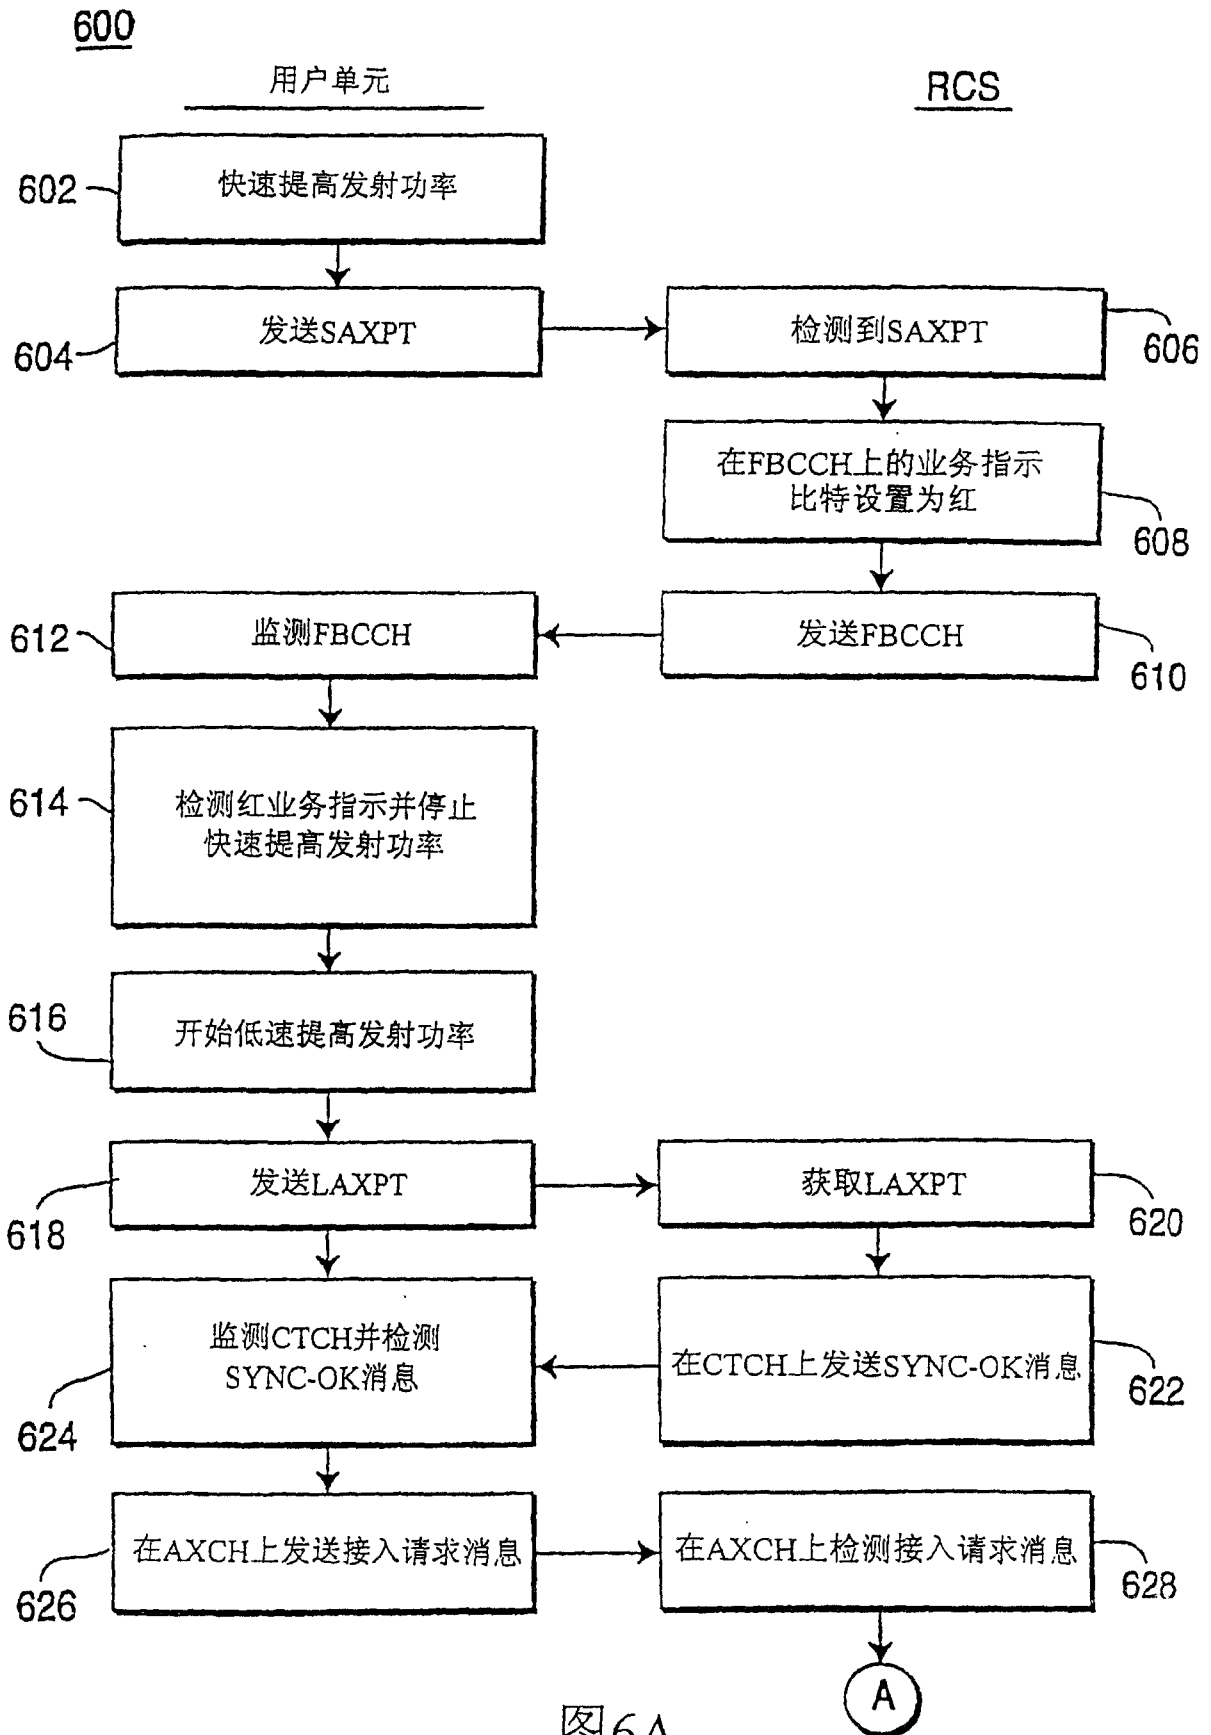 600
用户单元
RCS
602
快速提高发射功率
604
发送SAXPT
检测到SAXPT
606
在FBCCH上的业务指示
比特设置为红
608
612
监测FBCCH
发送FBCCH
610
614
检测红业务指示并停止
快速提高发射功率
616
开始低速提高发射功率
618
发送LAXPT
获取LAXPT
620
监测CTCH并检测
SYNC-OK消息
624
在CTCH上发送SYNC-OK消息
622
在AXCH上发送接入请求消息
626
在AXCH上检测接入请求消息
628
A
图6A